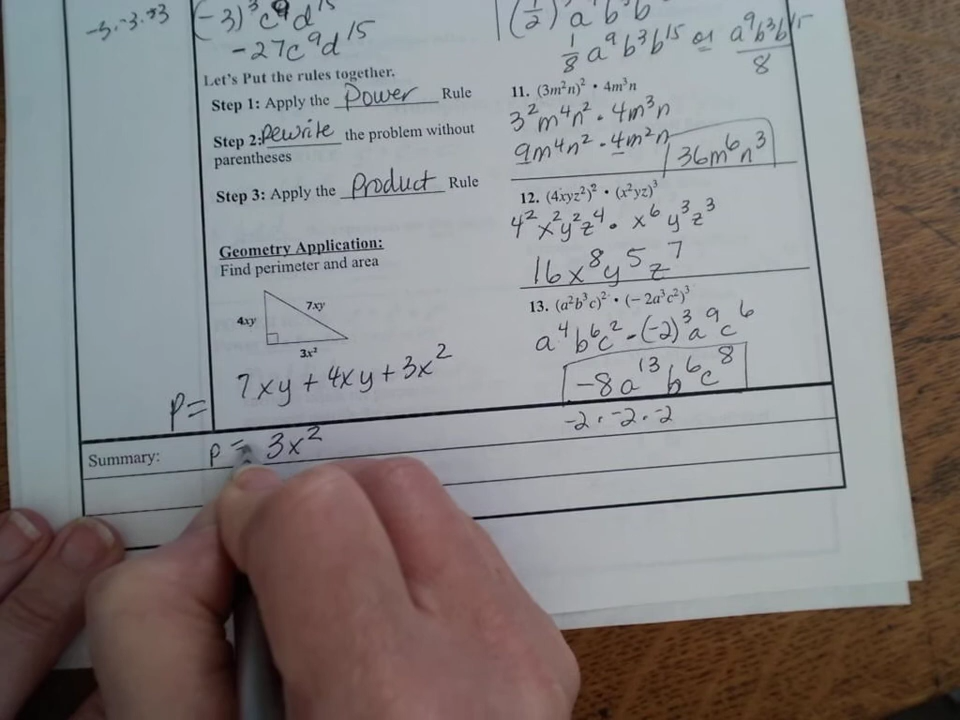 -3·-3·-3
(-3)³c⁹d¹⁵
-27c⁹d¹⁵
Let's Put the rules together.
Step 1: Apply the Power Rule
Step 2: Rewrite the problem without
parentheses
Step 3: Apply the Product Rule
Geometry Application:
Find perimeter and area
4xy
7xy
3x²
P= 7xy + 4xy + 3x²
(1/2)³a⁹b³b¹⁵
1/8 a⁹b³b¹⁵ or a⁹b³b¹⁵/8
11. (3m²n)² • 4m³n
3²m⁴n² · 4m³n
9m⁴n² · 4m²n
36m⁶n³
12. (4xyz²)² • (x²yz)³
4²x²y²z⁴ · x⁶y³z³
16x⁸y⁵z⁷
13. (a²b³c)² • (- 2a³c²)³
a⁴b⁶c² · (-2)³a⁹c⁶
-8a¹³b⁶c⁸
-2 · -2 · -2
Summary:
P= 3x²